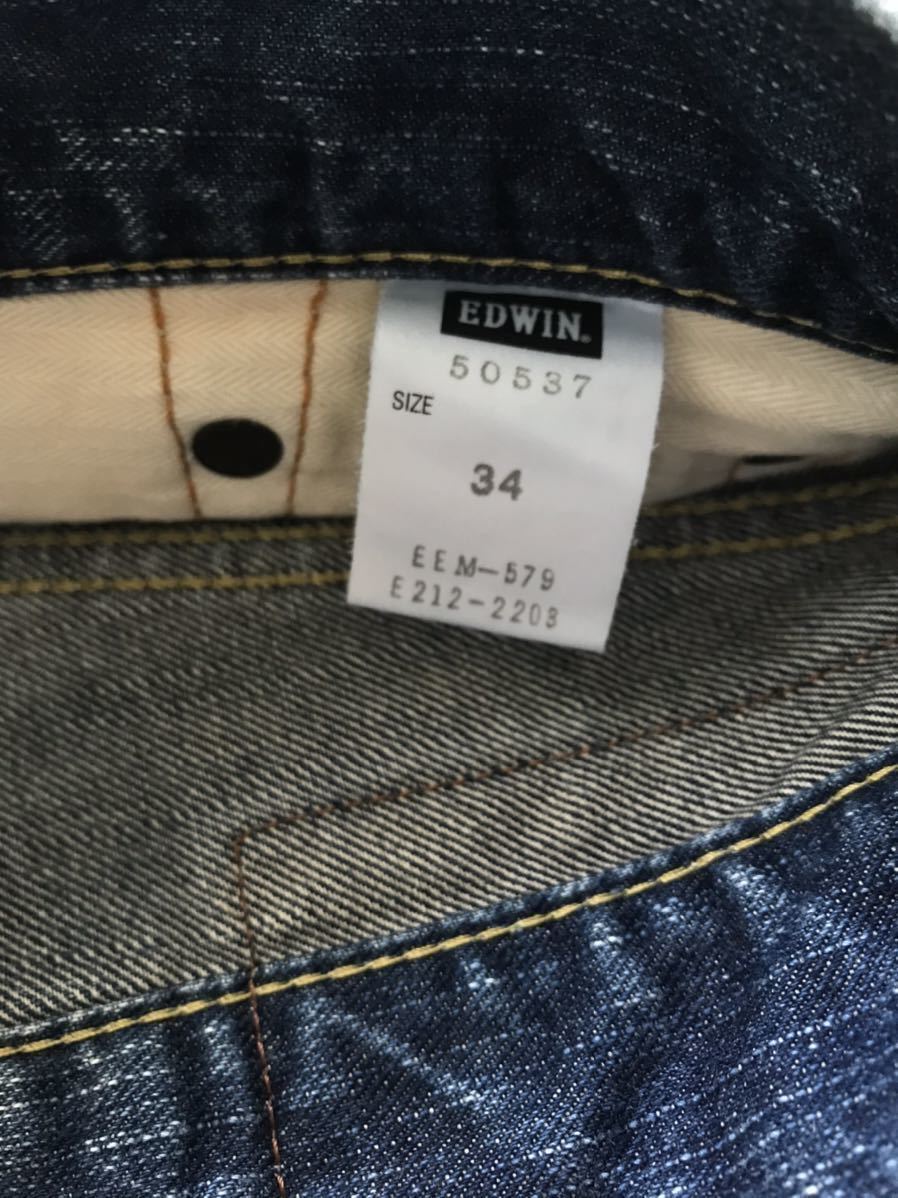 EDWIN.
50537
SIZE
34
EEM-579
E212-2203